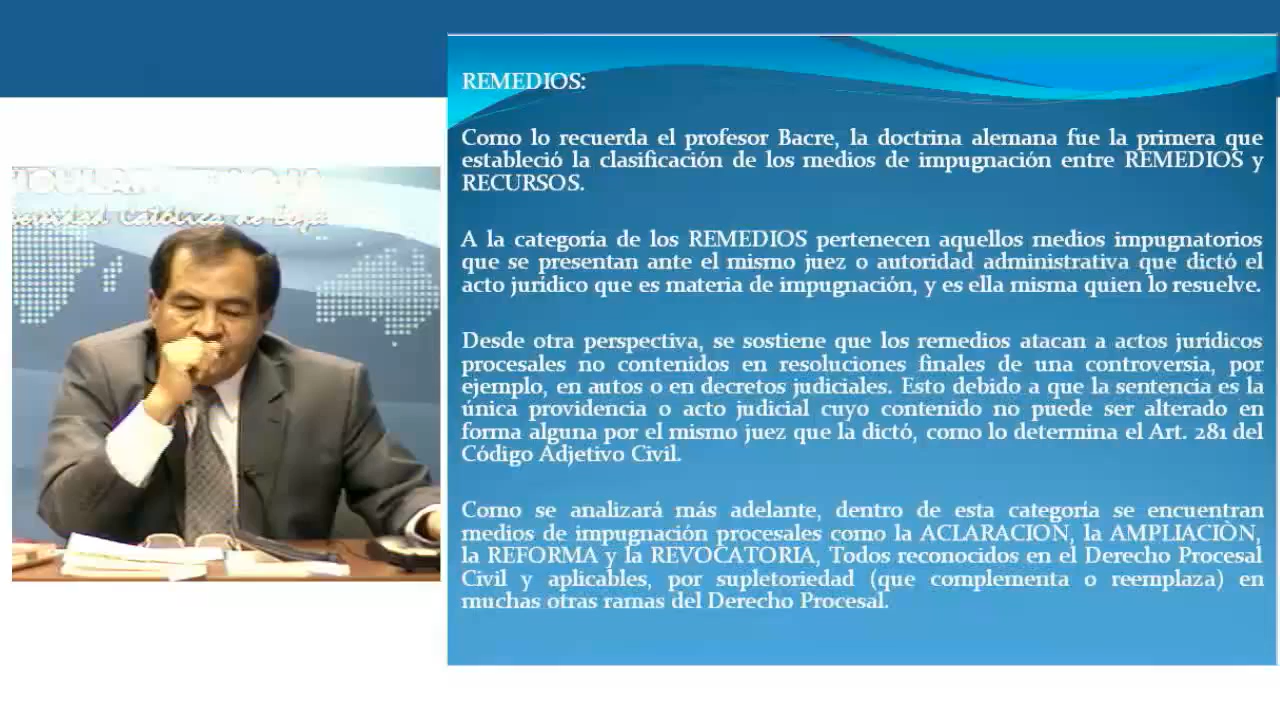 Católica de Loja
REMEDIOS:
Como lo recuerda el profesor Bacre, la doctrina alemana fue la primera que
estableció la clasificación de los medios de impugnación entre REMEDIOS y
RECURSOS.
A la categoría de los REMEDIOS pertenecen aquellos medios impugnatorios
que se presentan ante el mismo juez o autoridad administrativa que dictó el
acto jurídico que es materia de impugnación, y es ella misma quien lo resuelve.
Desde otra perspectiva, se sostiene que los remedios atacan a actos jurídicos
procesales no contenidos en resoluciones finales de una controversia, por
ejemplo, en autos o en decretos judiciales. Esto debido a que la sentencia es la
única providencia o acto judicial cuyo contenido no puede ser alterado en
forma alguna por el mismo juez que la dictó, como lo determina el Art. 281 del
Código Adjetivo Civil.
Como se analizará más adelante, dentro de esta categoría se encuentran
medios de impugnación procesales como la ACLARACION, la AMPLIACIÒN,
la REFORMA y la REVOCATORIA, Todos reconocidos en el Derecho Procesal
Civil y aplicables, por supletoriedad (que complementa o reemplaza) en
muchas otras ramas del Derecho Procesal.